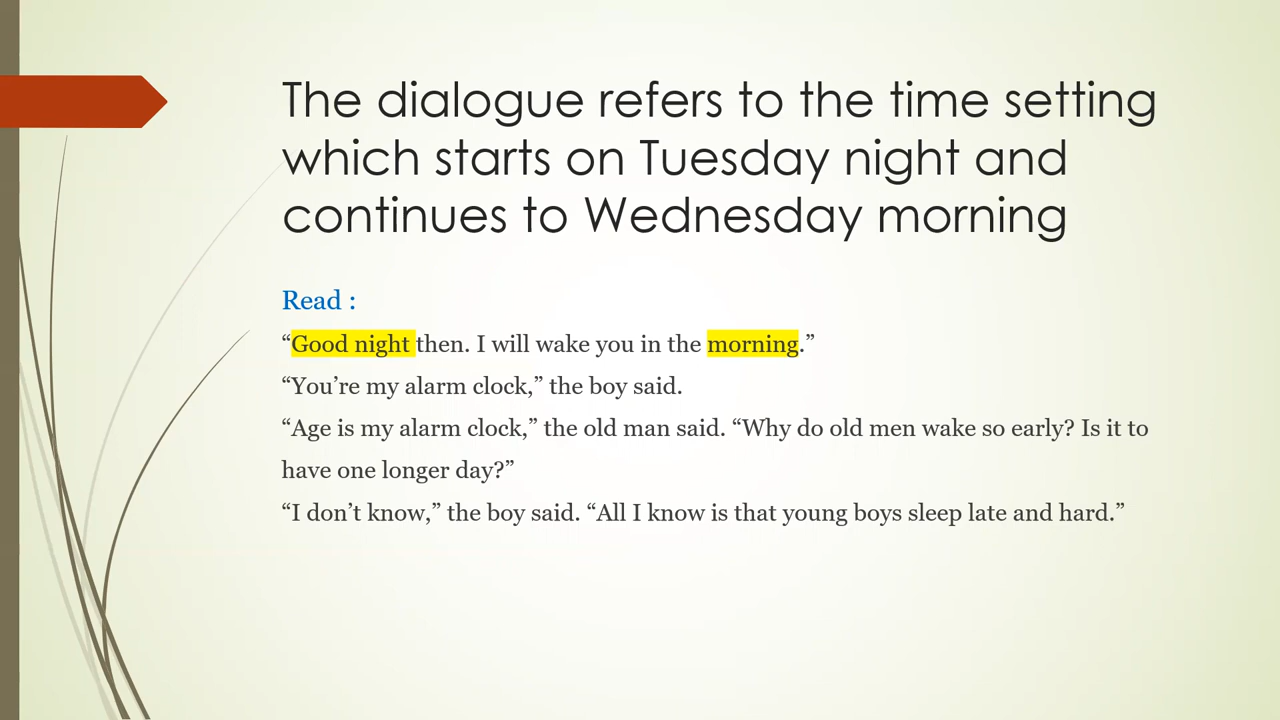 The dialogue refers to the time setting
which starts on Tuesday night and
continues to Wednesday morning
Read :
“Good night then. I will wake you in the morning.”
“You’re my alarm clock,” the boy said.
“Age is my alarm clock,” the old man said. “Why do old men wake so early? Is it to
have one longer day?”
“I don’t know,” the boy said. “All I know is that young boys sleep late and hard.”